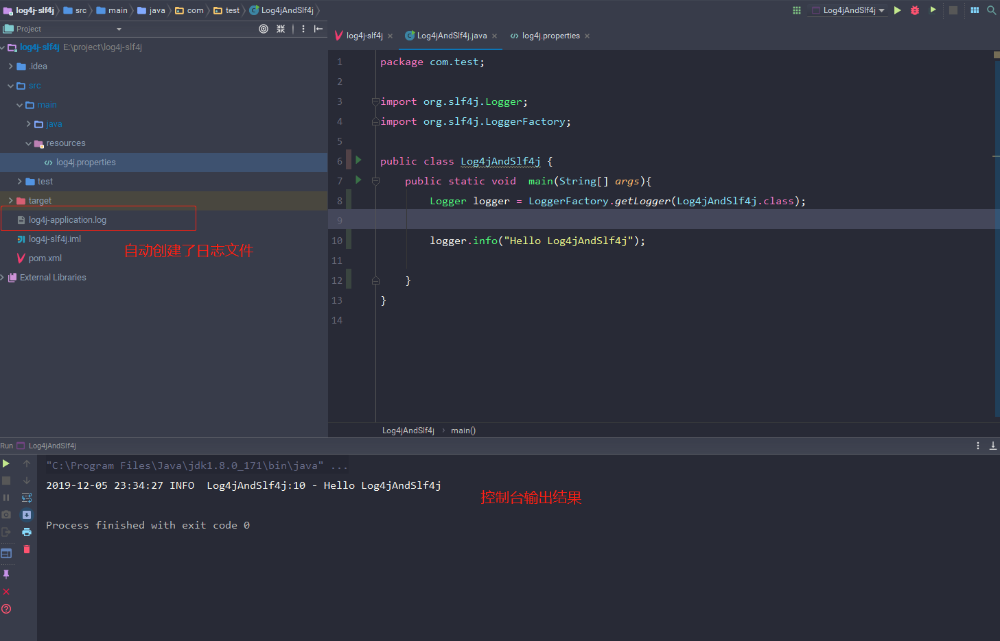 log4j-slf4j src main java com test Log4jAndSlf4j
Log4jAndSlf4j
Project
log4j-slf4j Log4jAndSlf4j.java log4j.properties
log4j-slf4j E:\project\log4j-slf4j
.idea
src
main
java
resources
log4j.properties
test
target
log4j-application.log
log4j-slf4j.iml
自动创建了日志文件
pom.xml
External Libraries
1 package com.test;
2
3 import org.slf4j.Logger;
4 import org.slf4j.LoggerFactory;
5
6 public class Log4jAndSlf4j {
7 public static void  main(String[] args){
8 Logger logger = LoggerFactory.getLogger(Log4jAndSlf4j.class);
9
10 logger.info("Hello Log4jAndSlf4j");
11
12 }
13 }
14
Log4jAndSlf4j main()
Run Log4jAndSlf4j
"C:\Program Files\Java\jdk1.8.0_171\bin\java" ...
2019-12-05 23:34:27 INFO  Log4jAndSlf4j:10 - Hello Log4jAndSlf4j
控制台输出结果
Process finished with exit code 0